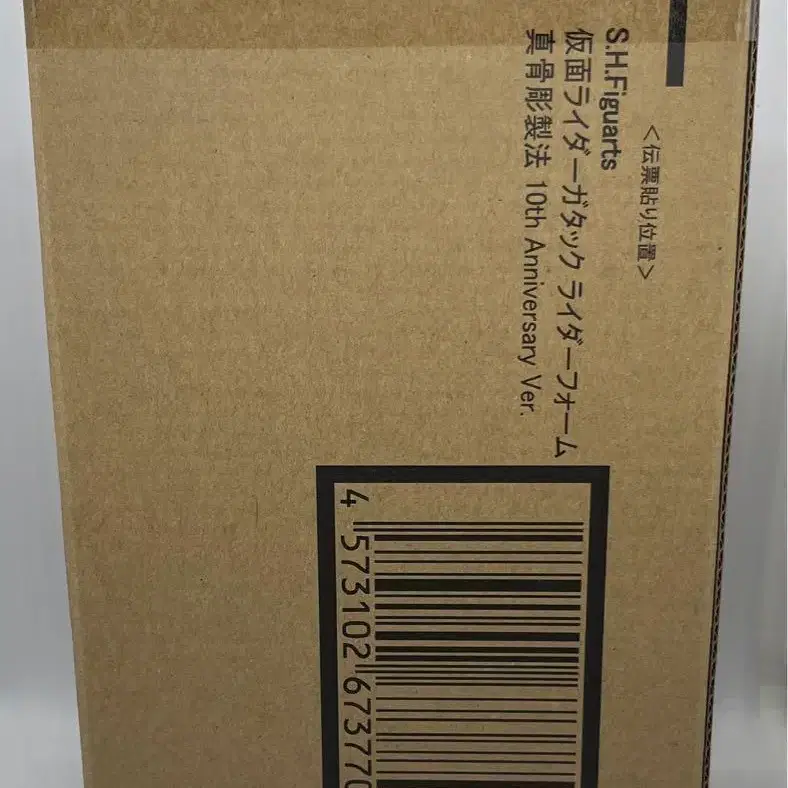 <伝票貼り位置>
S.H.Figuarts
仮面ライダーガタック ライダーフォーム
真骨彫製法 10th Anniversary Ver.
4 573102 673770